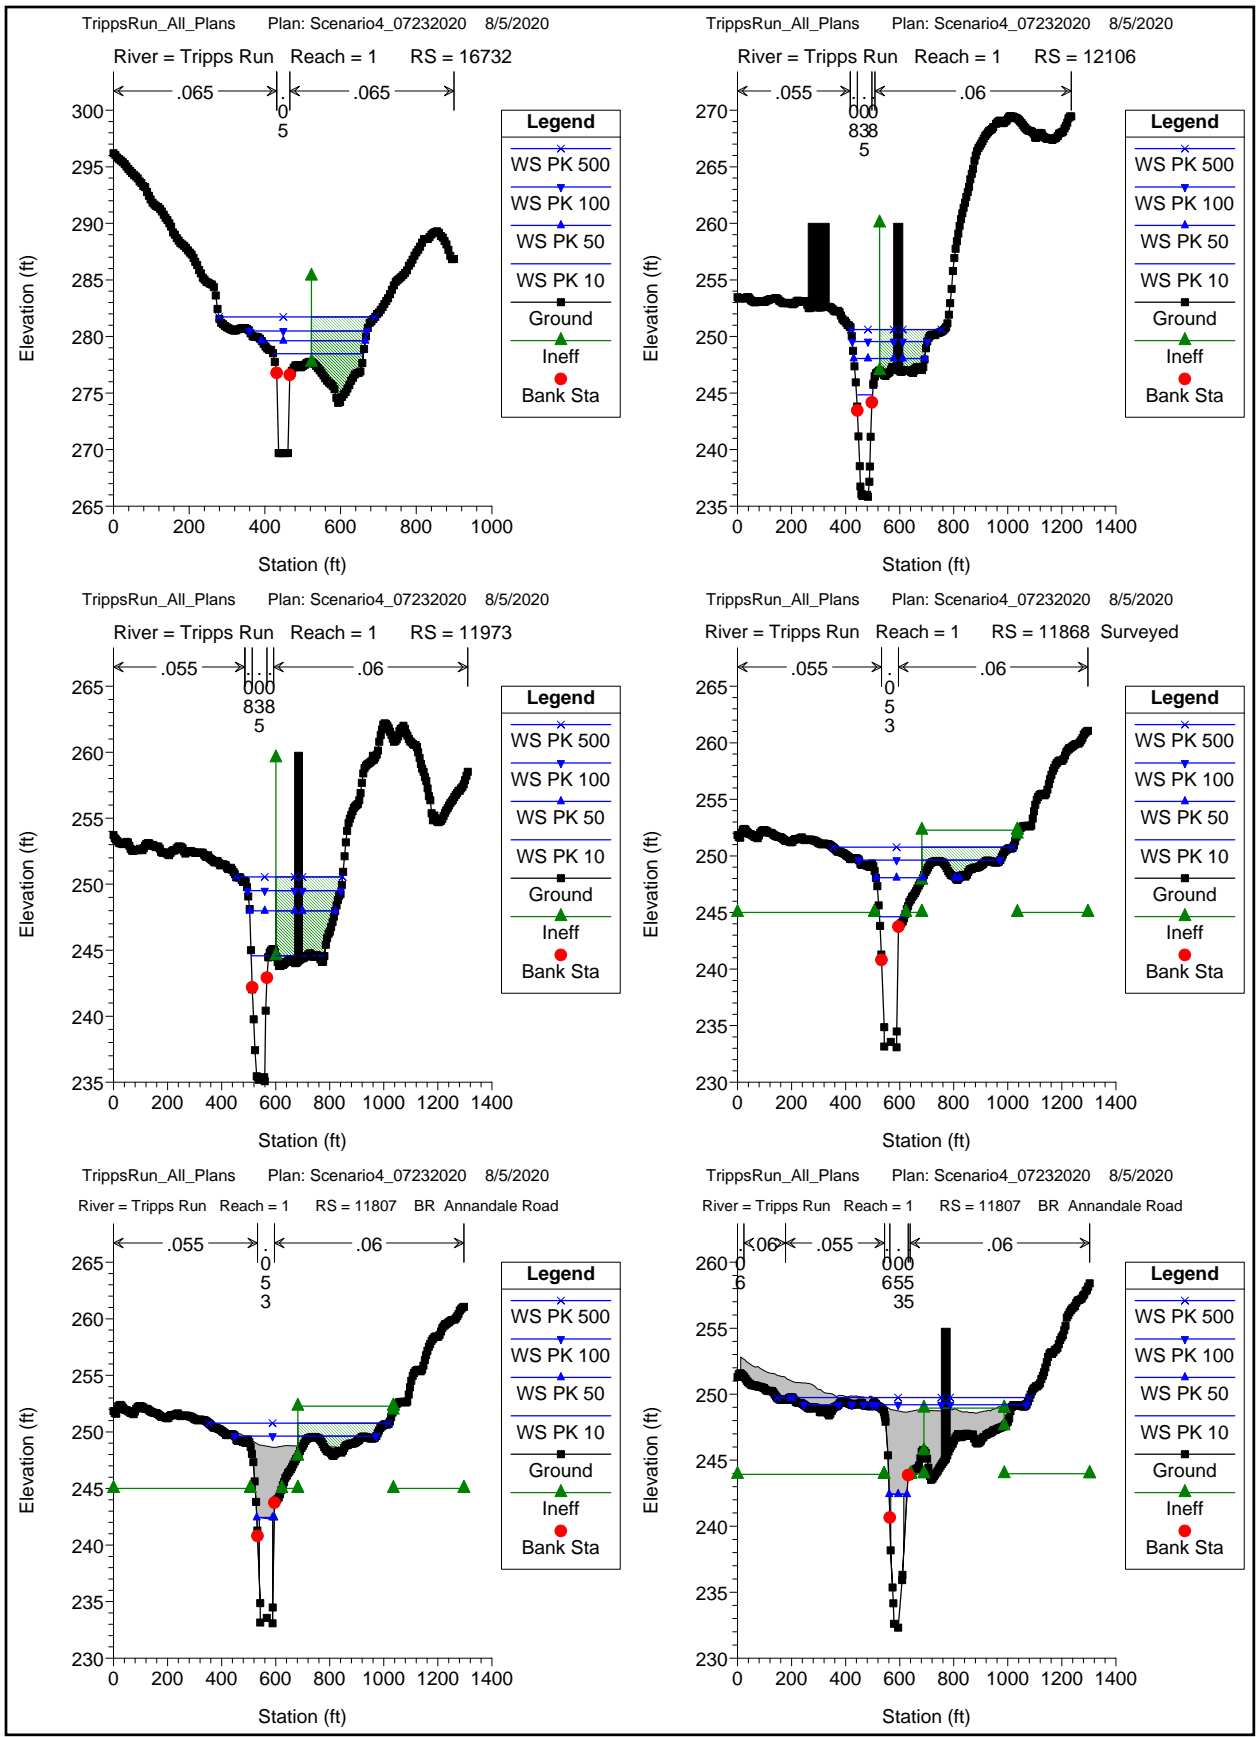 TrippsRun_All_Plans Plan: Scenario4_07232020 8/5/2020
River = Tripps Run Reach = 1 RS = 16732
.065 .065
.
0
5
300
295
290
285
280
275
270
265
Elevation (ft)
0 200 400 600 800 1000
Station (ft)
Legend
WS PK 500
WS PK 100
WS PK 50
WS PK 10
Ground
Ineff
Bank Sta
TrippsRun_All_Plans Plan: Scenario4_07232020 8/5/2020
River = Tripps Run Reach = 1 RS = 12106
.055 . . . .06
000
838
5
270
265
260
255
250
245
240
235
Elevation (ft)
0 200 400 600 800 1000 1200 1400
Station (ft)
Legend
WS PK 500
WS PK 100
WS PK 50
WS PK 10
Ground
Ineff
Bank Sta
TrippsRun_All_Plans Plan: Scenario4_07232020 8/5/2020
River = Tripps Run Reach = 1 RS = 11973
.055 . . . .06
000
838
5
265
260
255
250
245
240
235
Elevation (ft)
0 200 400 600 800 1000 1200 1400
Station (ft)
Legend
WS PK 500
WS PK 100
WS PK 50
WS PK 10
Ground
Ineff
Bank Sta
TrippsRun_All_Plans Plan: Scenario4_07232020 8/5/2020
River = Tripps Run Reach = 1 RS = 11868 Surveyed
.055 . .06
0
5
3
265
260
255
250
245
240
235
230
Elevation (ft)
0 200 400 600 800 1000 1200 1400
Station (ft)
Legend
WS PK 500
WS PK 100
WS PK 50
WS PK 10
Ground
Ineff
Bank Sta
TrippsRun_All_Plans Plan: Scenario4_07232020 8/5/2020
River = Tripps Run Reach = 1 RS = 11807 BR Annandale Road
.055 . .06
0
5
3
265
260
255
250
245
240
235
230
Elevation (ft)
0 200 400 600 800 1000 1200 1400
Station (ft)
Legend
WS PK 500
WS PK 100
WS PK 50
WS PK 10
Ground
Ineff
Bank Sta
TrippsRun_All_Plans Plan: Scenario4_07232020 8/5/2020
River = Tripps Run Reach = 1 RS = 11807 BR Annandale Road
. .06 .055 . . . .06
0 000
6 655
35
260
255
250
245
240
235
230
Elevation (ft)
0 200 400 600 800 1000 1200 1400
Station (ft)
Legend
WS PK 500
WS PK 100
WS PK 50
WS PK 10
Ground
Ineff
Bank Sta